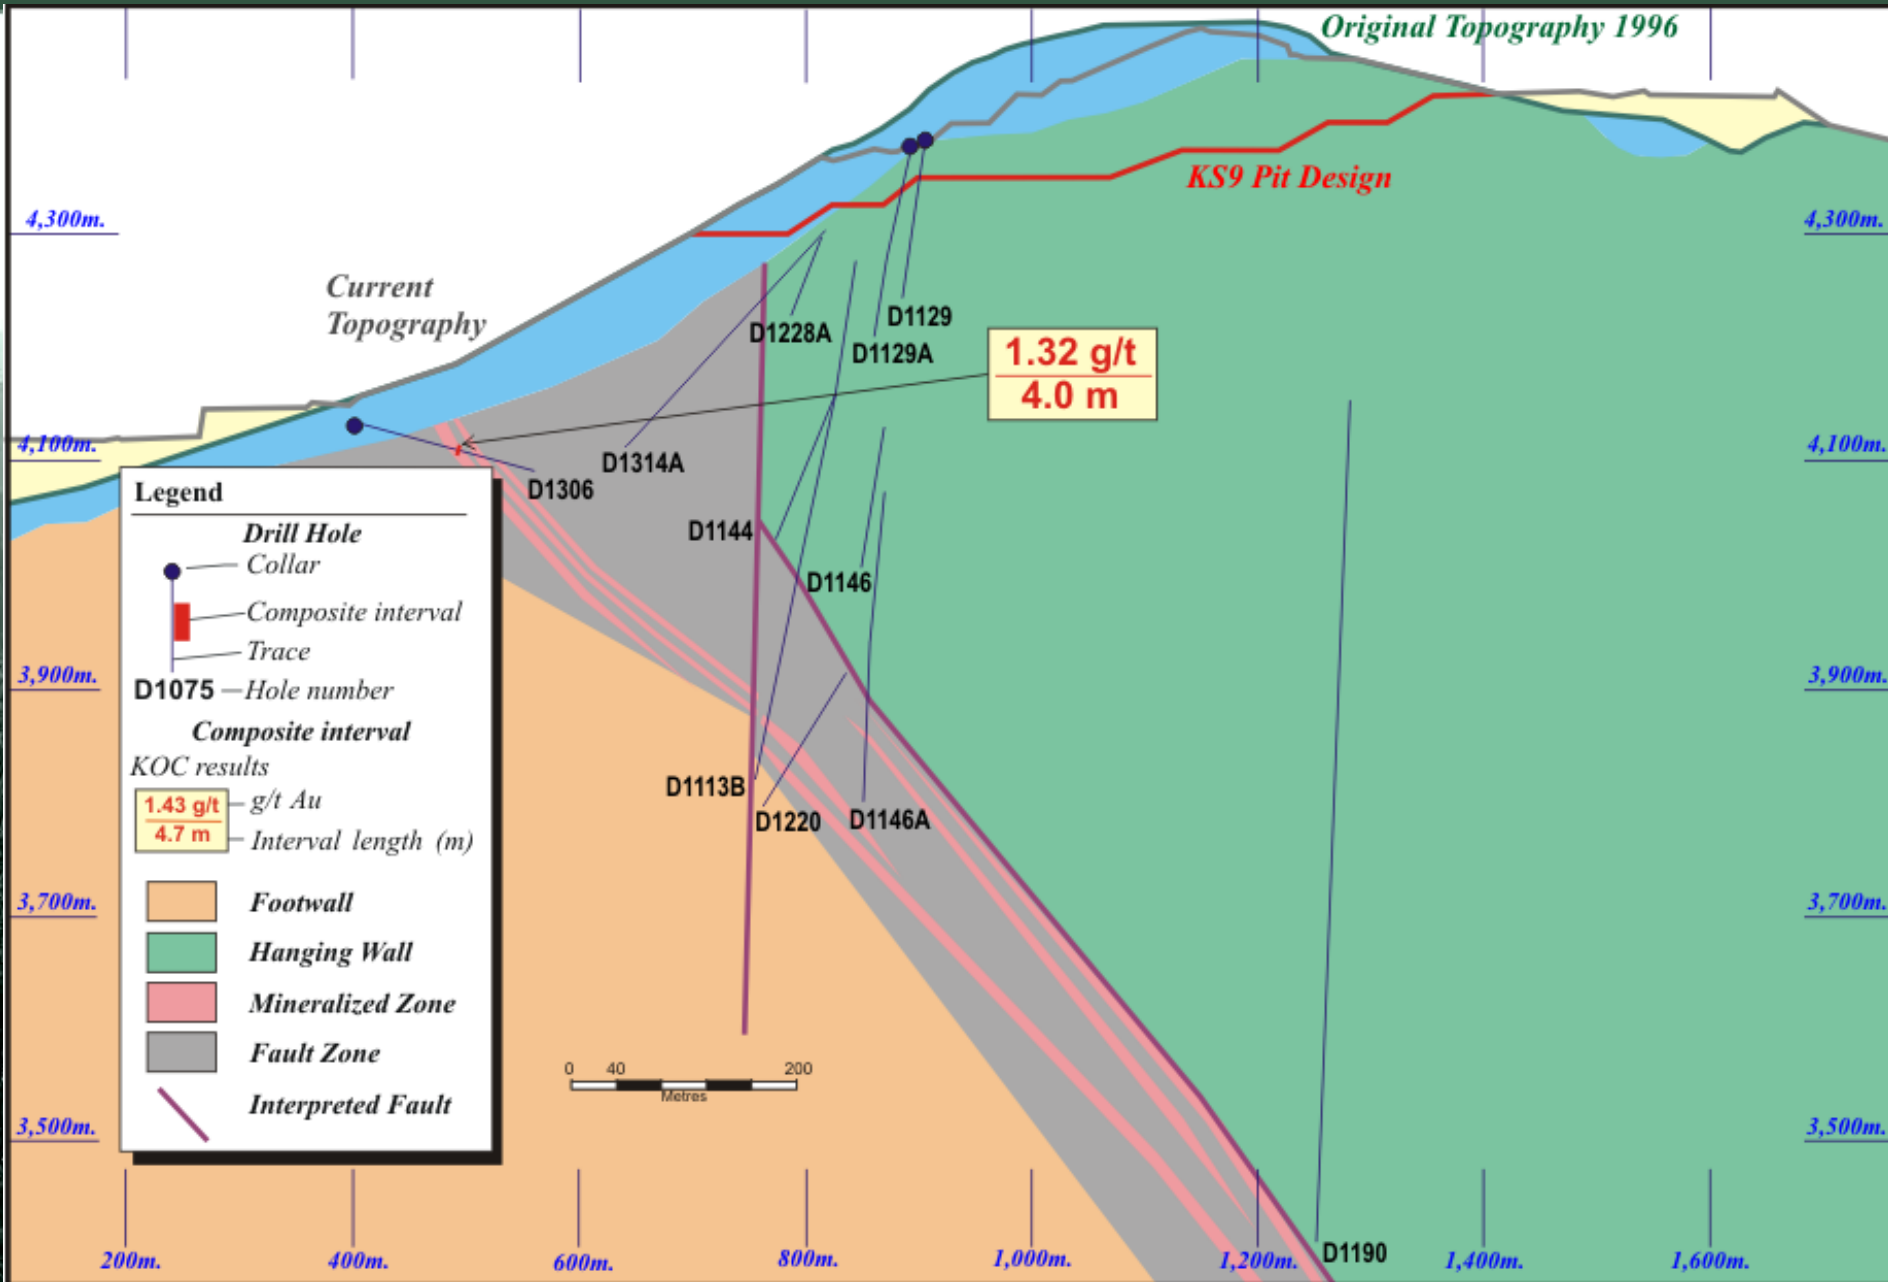 Original Topography 1996
KS9 Pit Design
4,300m.
4,300m.
Current
Topography
D1228A
D1129
D1129A
1.32 g/t
4.0 m
4,100m.
4,100m.
D1314A
D1306
D1144
D1146
3,900m.
3,900m.
D1113B
D1220
D1146A
3,700m.
3,700m.
3,500m.
3,500m.
Legend
Drill Hole
Collar
Composite interval
Trace
D1075
Hole number
Composite interval
KOC results
1.43 g/t
g/t Au
4.7 m
Interval length (m)
Footwall
Hanging Wall
Mineralized Zone
Fault Zone
Interpreted Fault
0 40 200
Metres
D1190
200m. 400m. 600m. 800m. 1,000m. 1,200m. 1,400m. 1,600m.